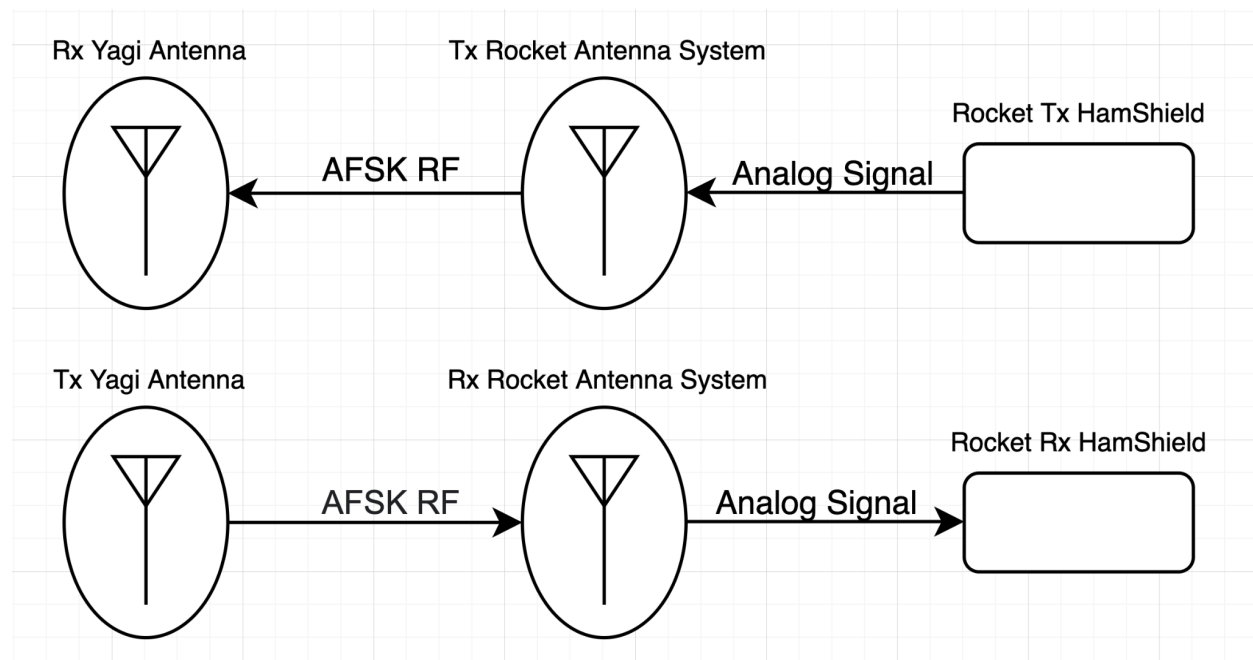 Rx Yagi Antenna
Tx Rocket Antenna System
Rocket Tx HamShield
AFSK RF
Analog Signal
Tx Yagi Antenna
Rx Rocket Antenna System
Rocket Rx HamShield
AFSK RF
Analog Signal